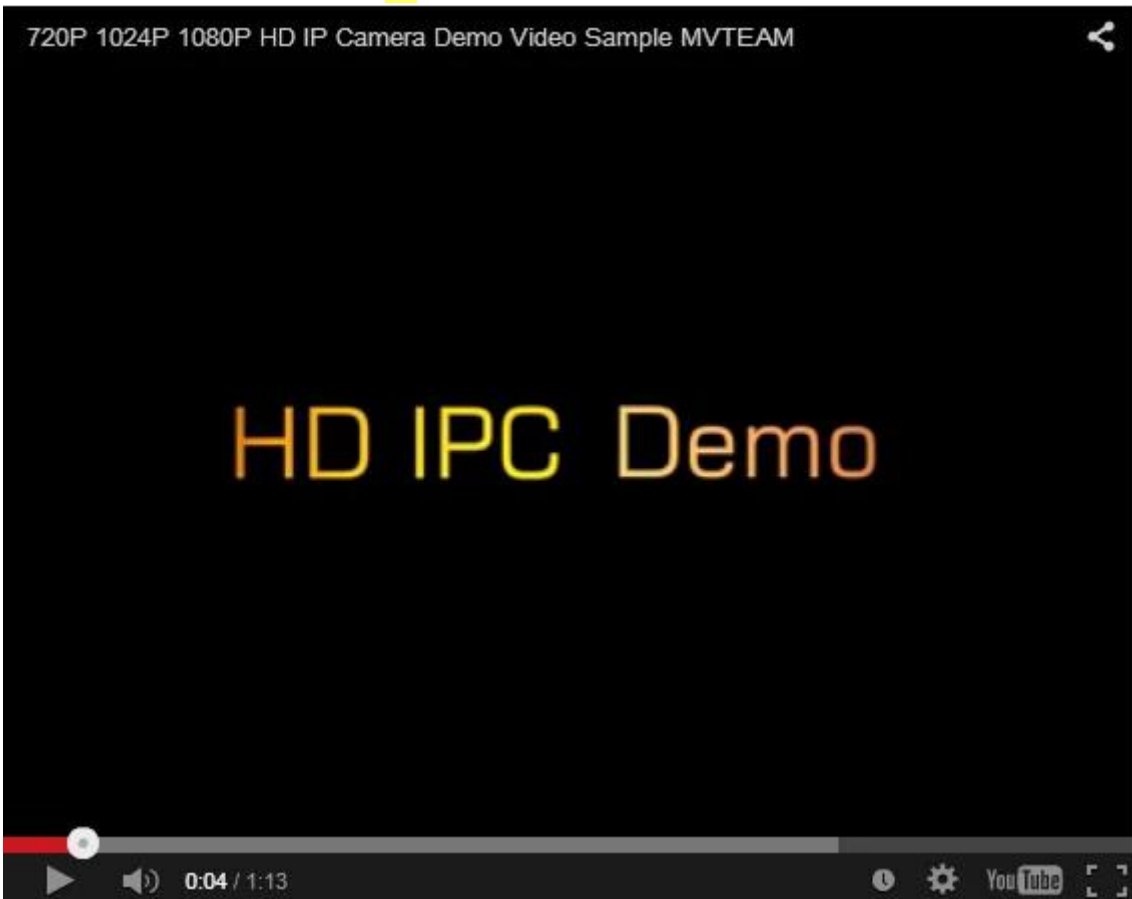 720P 1024P 1080P HD IP Camera Demo Video Sample MVTEAM
HD IPC Demo
0:04 / 1:13
YouTube